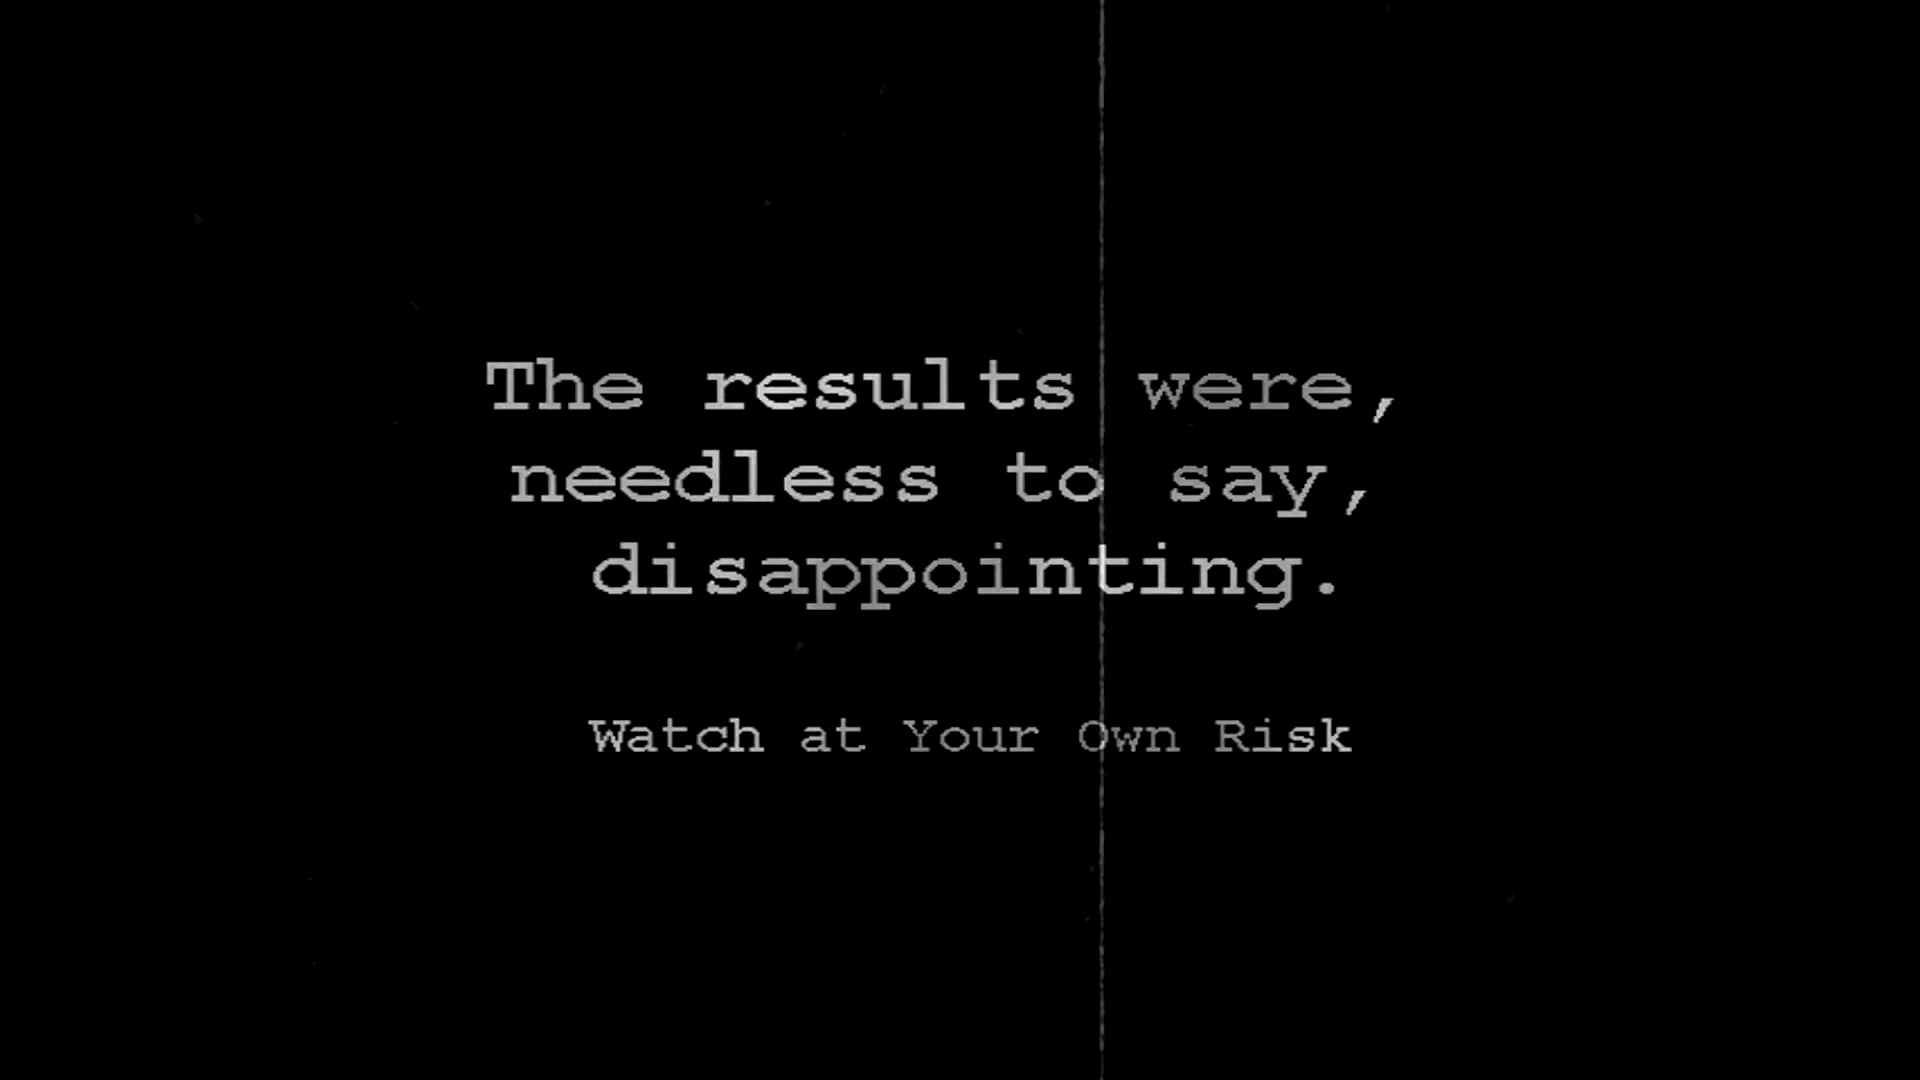 The results were,
needless to say,
disappointing.
Watch at Your Own Risk